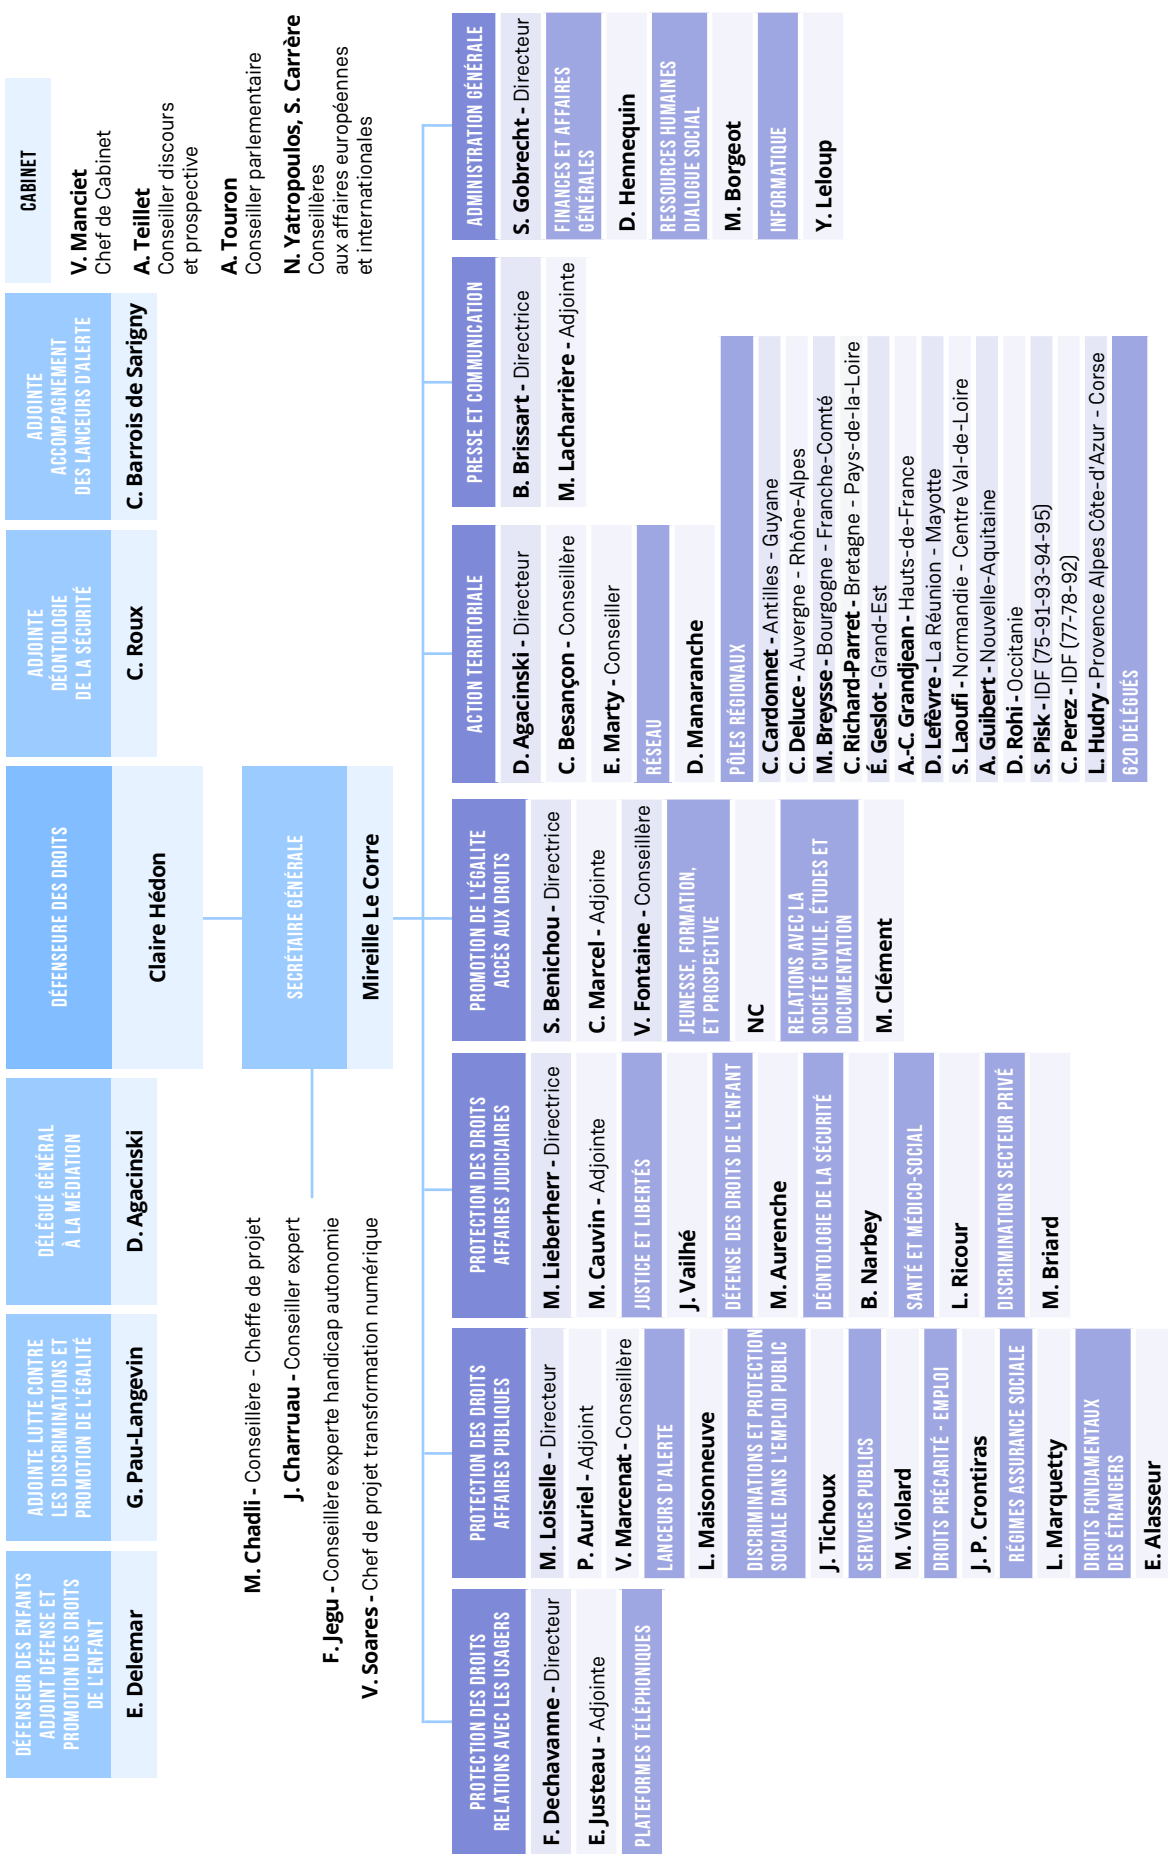 DÉFENSEUR DES ENFANTS
ADJOINT DÉFENSE ET
PROMOTION DES DROITS
DE L'ENFANT
E. Delemar
ADJOINTE LUTTE CONTRE
LES DISCRIMINATIONS ET
PROMOTION DE L'ÉGALITÉ
G. Pau-Langevin
DÉLÉGUÉ GÉNÉRAL
À LA MÉDIATION
D. Agacinski
DÉFENSEURE DES DROITS
Claire Hédon
ADJOINTE
DÉONTOLOGIE
DE LA SÉCURITÉ
C. Roux
ADJOINTE
ACCOMPAGNEMENT
DES LANCEURS D'ALERTE
C. Barrois de Sarigny
CABINET
V. Manciet
Chef de Cabinet
A. Teillet
Conseiller discours
et prospective
A. Touron
Conseiller parlementaire
N. Yatropoulos, S. Carrère
Conseillères
aux affaires européennes
et internationales
SECRÉTAIRE GÉNÉRALE
Mireille Le Corre
M. Chadli - Conseillère - Cheffe de projet
J. Charruau - Conseiller expert
F. Jegu - Conseillère experte handicap autonomie
V. Soares - Chef de projet transformation numérique
PROTECTION DES DROITS
RELATIONS AVEC LES USAGERS
F. Dechavanne - Directeur
E. Justeau - Adjointe
PLATEFORMES TÉLÉPHONIQUES
PROTECTION DES DROITS
AFFAIRES PUBLIQUES
M. Loiselle - Directeur
P. Auriel - Adjoint
V. Marcenat - Conseillère
LANCEURS D'ALERTE
L. Maisonneuve
DISCRIMINATIONS ET PROTECTION
SOCIALE DANS L'EMPLOI PUBLIC
J. Tichoux
SERVICES PUBLICS
M. Violard
DROITS PRÉCARITÉ - EMPLOI
J. P. Crontiras
RÉGIMES ASSURANCE SOCIALE
L. Marquetty
DROITS FONDAMENTAUX
DES ÉTRANGERS
E. Alasseur
PROTECTION DES DROITS
AFFAIRES JUDICIAIRES
M. Lieberherr - Directrice
M. Cauvin - Adjointe
JUSTICE ET LIBERTÉS
J. Vailhé
DÉFENSE DES DROITS DE L'ENFANT
M. Aurenche
DÉONTOLOGIE DE LA SÉCURITÉ
B. Narbey
SANTÉ ET MÉDICO-SOCIAL
L. Ricour
DISCRIMINATIONS SECTEUR PRIVÉ
M. Briard
PROMOTION DE L'ÉGALITE
ACCÈS AUX DROITS
S. Benichou - Directrice
C. Marcel - Adjointe
V. Fontaine - Conseillère
JEUNESSE, FORMATION,
ET PROSPECTIVE
NC
RELATIONS AVEC LA
SOCIÉTÉ CIVILE, ÉTUDES ET
DOCUMENTATION
M. Clément
ACTION TERRITORIALE
D. Agacinski - Directeur
C. Besançon - Conseillère
E. Marty - Conseiller
RÉSEAU
D. Manaranche
PÔLES RÉGIONAUX
C. Cardonnet - Antilles - Guyane
C. Deluce - Auvergne - Rhône-Alpes
M. Breysse - Bourgogne - Franche-Comté
C. Richard-Parret - Bretagne - Pays-de-la-Loire
É. Geslot - Grand-Est
A.-C. Grandjean - Hauts-de-France
D. Lefèvre - La Réunion - Mayotte
S. Laoufi - Normandie - Centre Val-de-Loire
A. Guibert - Nouvelle-Aquitaine
D. Rohi - Occitanie
S. Pisk - IDF (75-91-93-94-95)
C. Perez - IDF (77-78-92)
L. Hudry - Provence Alpes Côte-d'Azur - Corse
620 DÉLÉGUÉS
PRESSE ET COMMUNICATION
B. Brissart - Directrice
M. Lacharrière - Adjointe
ADMINISTRATION GÉNÉRALE
S. Gobrecht - Directeur
FINANCES ET AFFAIRES
GÉNÉRALES
D. Hennequin
RESSOURCES HUMAINES
DIALOGUE SOCIAL
M. Borgeot
INFORMATIQUE
Y. Leloup